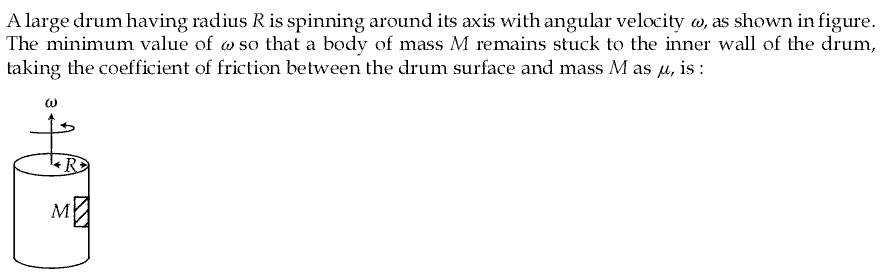 A large drum having radius R is spinning around its axis with angular velocity ω, as shown in figure.
The minimum value of ω so that a body of mass M remains stuck to the inner wall of the drum,
taking the coefficient of friction between the drum surface and mass M as μ, is :
ω
R
M